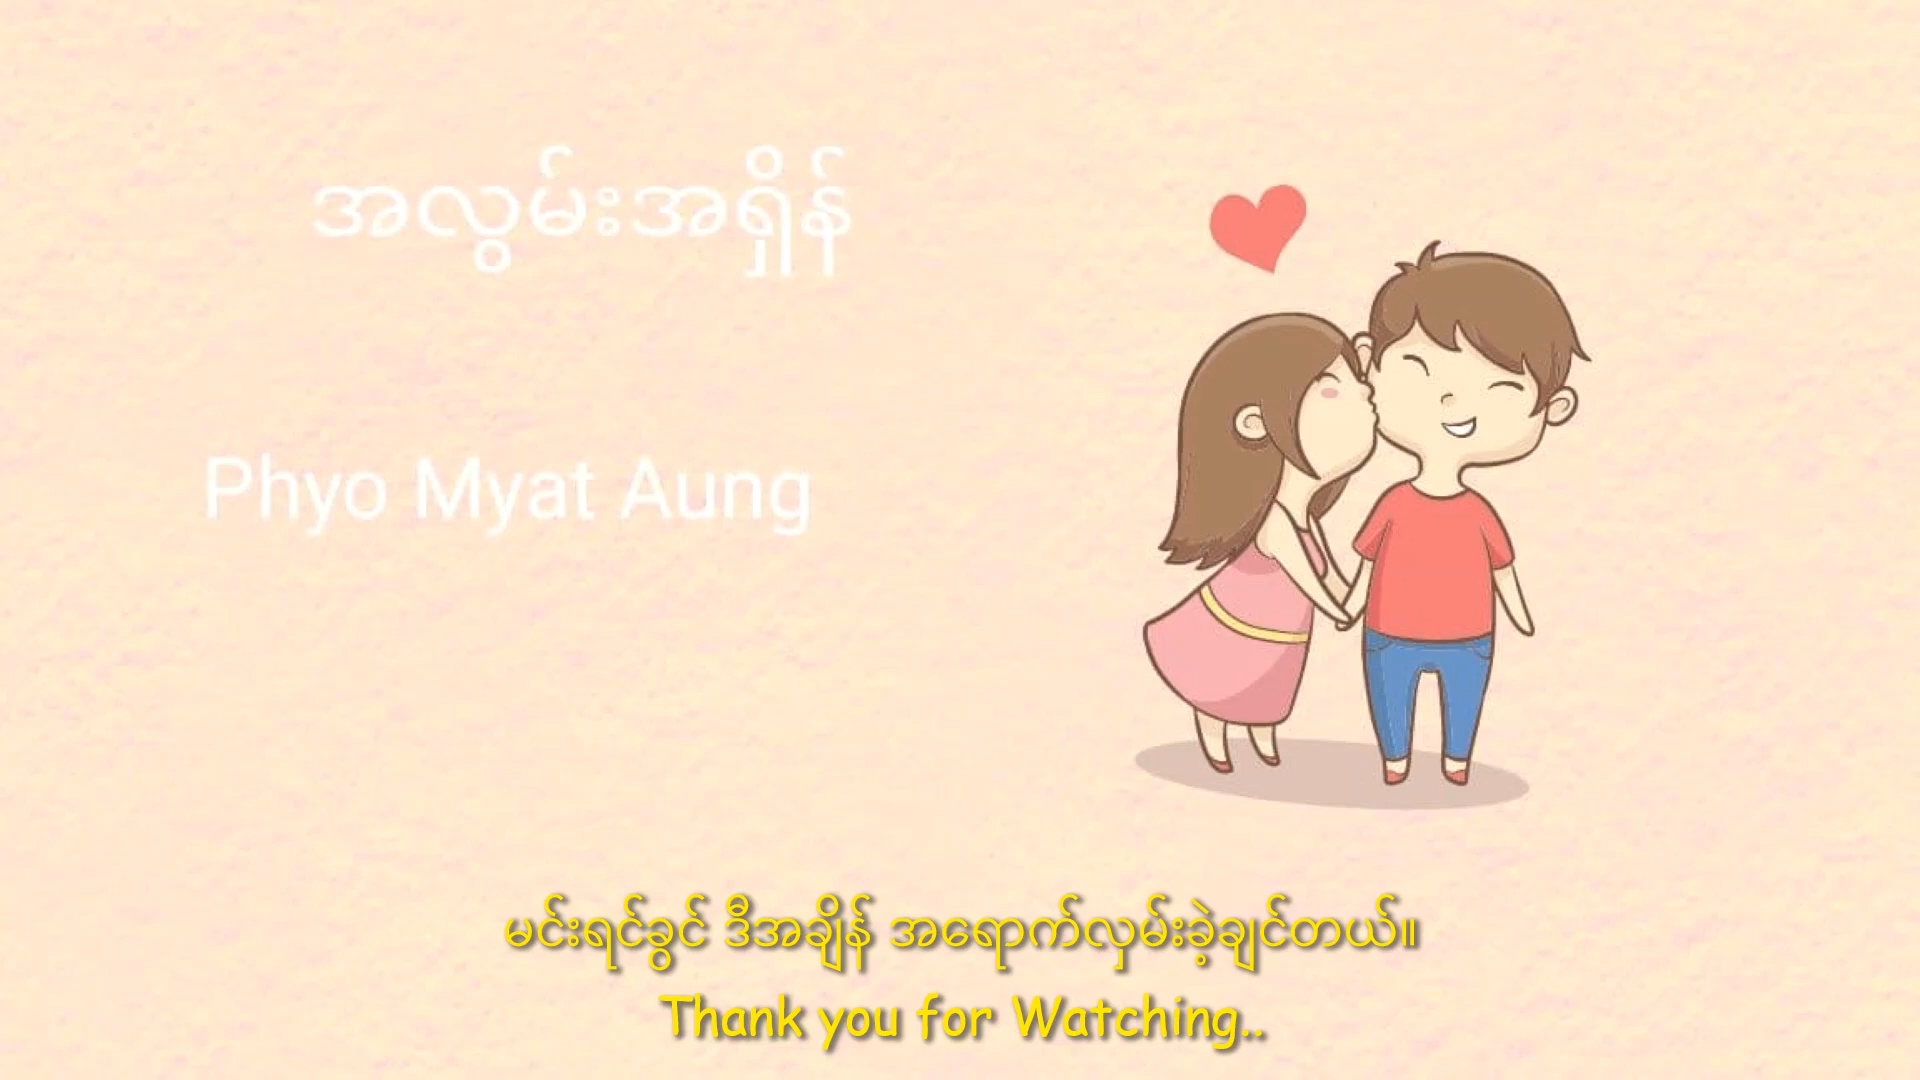 အလွမ်းအရှိန်
Phyo Myat Aung
မင်းရင်ခွင် ဒီအချိန် အရောက်လှမ်းခဲ့ချင်တယ်။
Thank you for Watching..